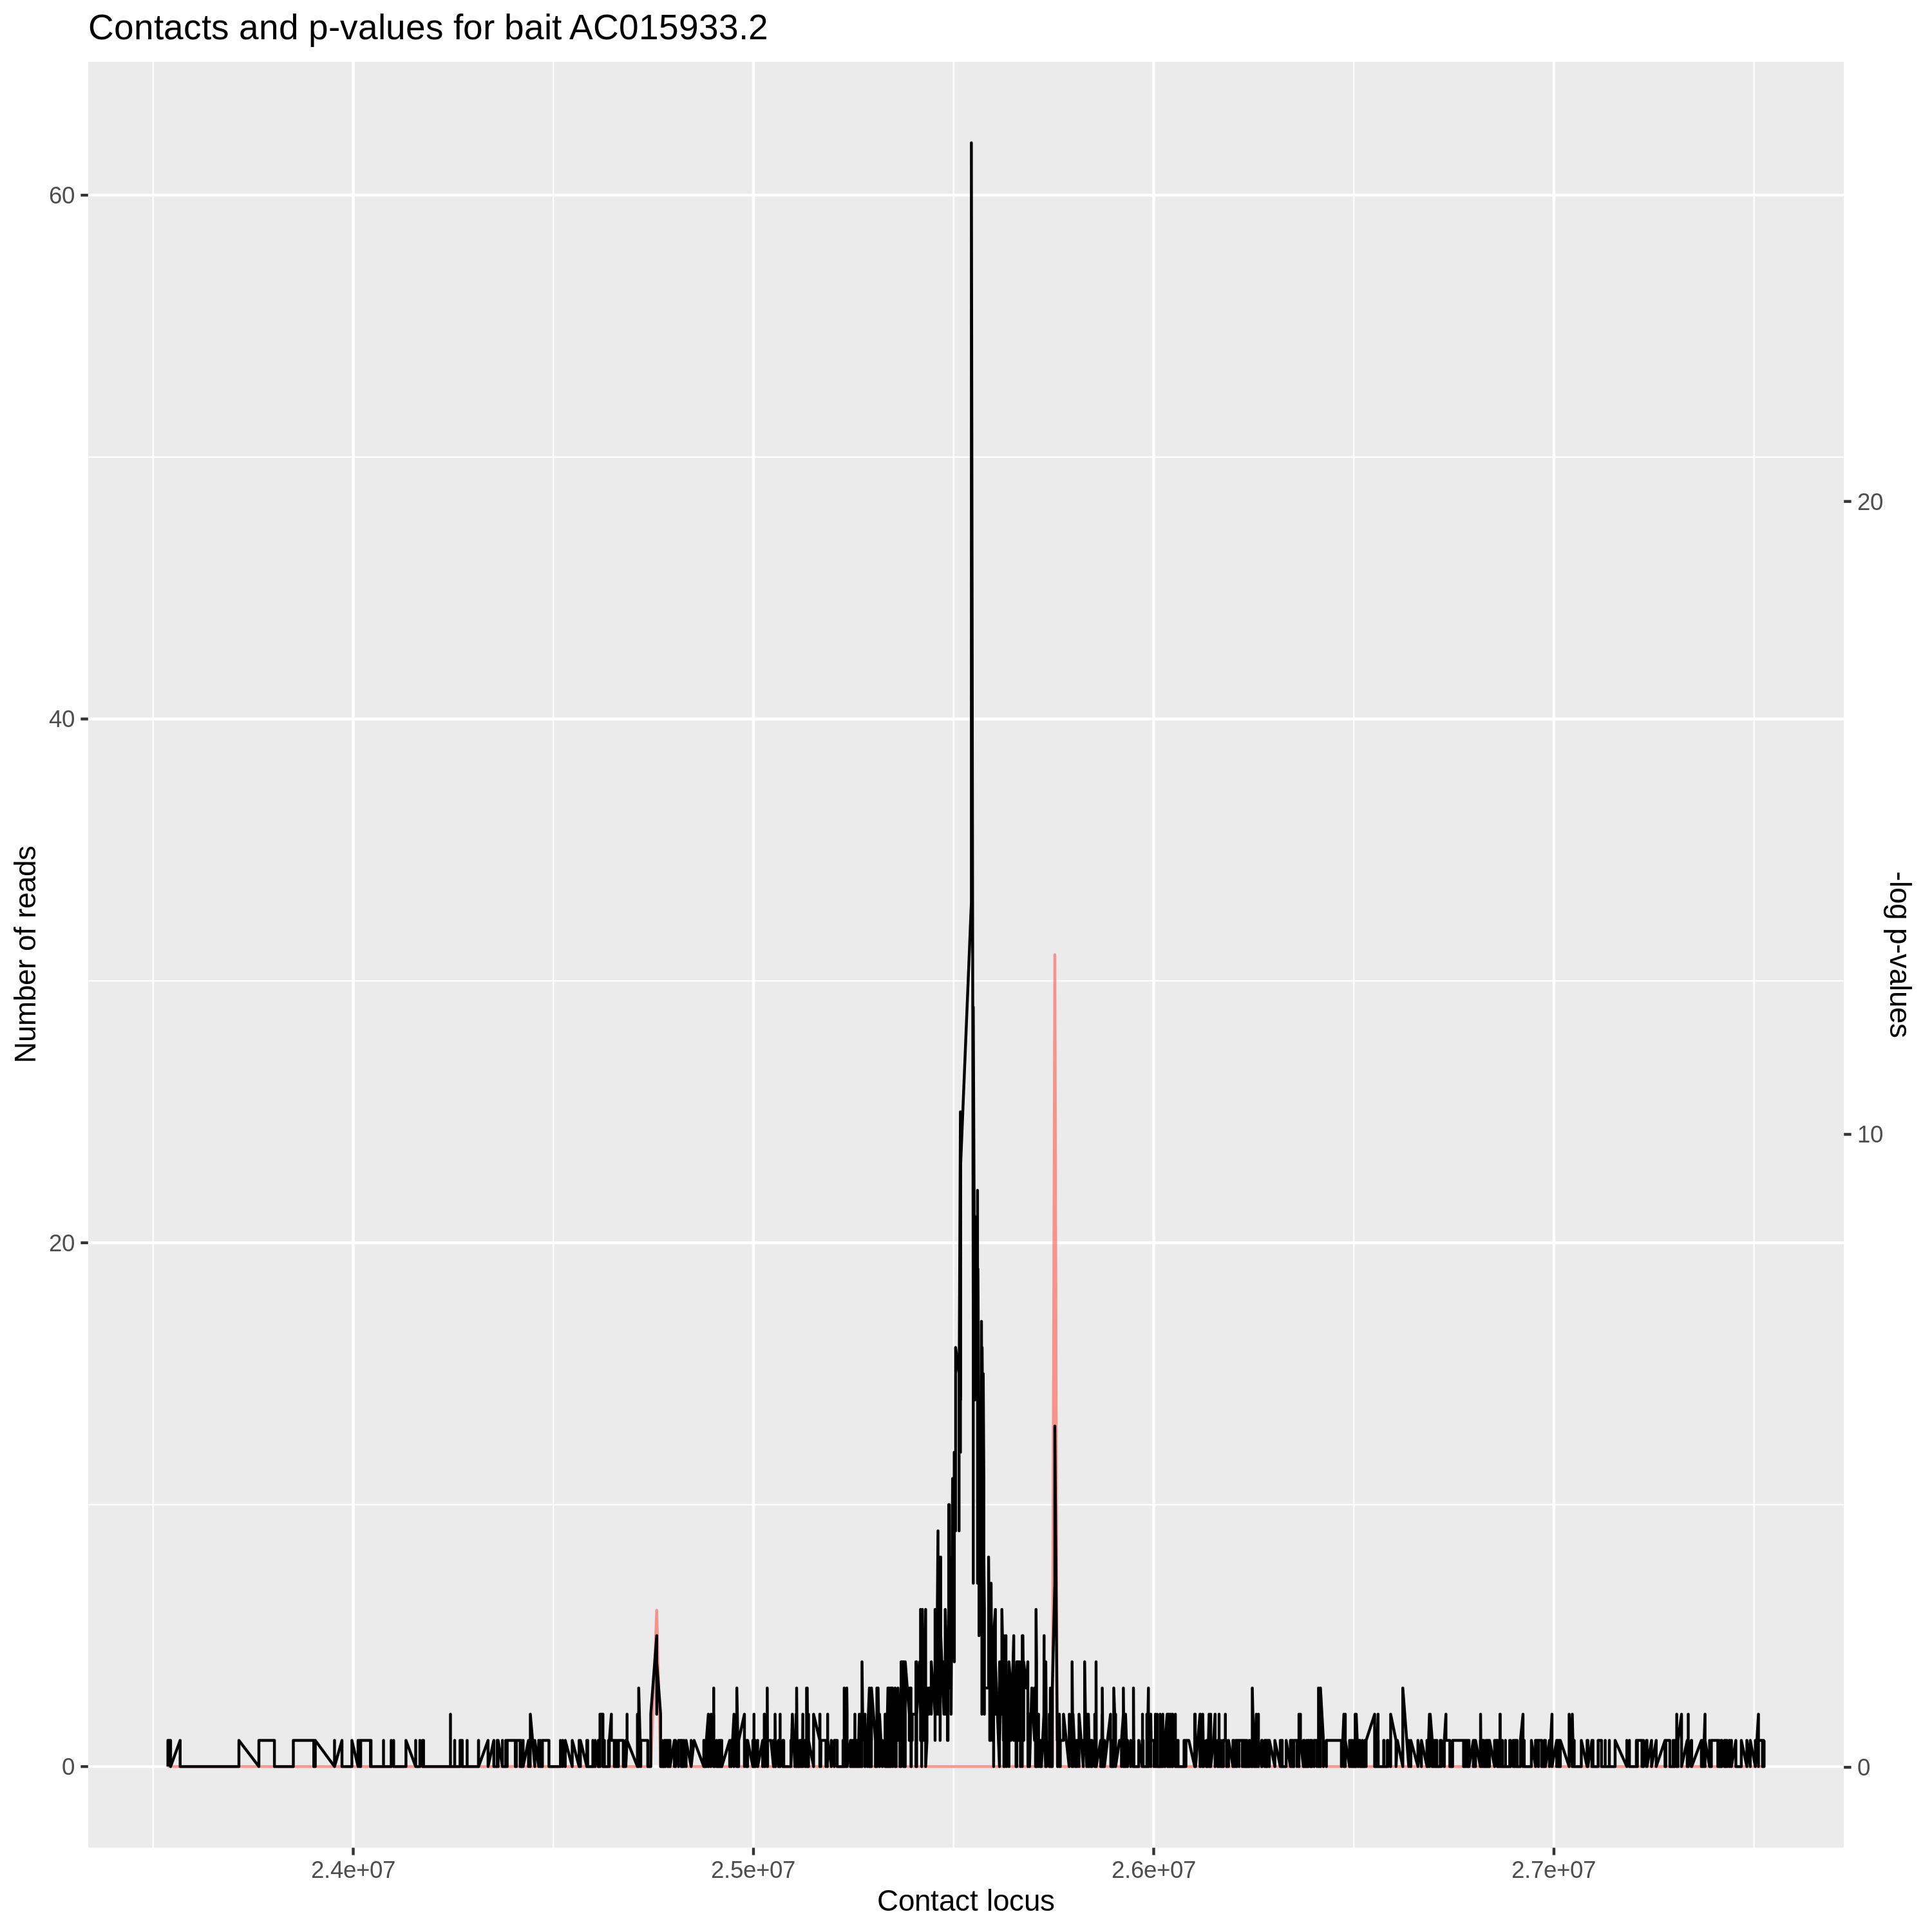 Contacts and p-values for bait AC015933.2
60
40
20
0
Number of reads
20
10
0
-log p-values
2.4e+07
2.5e+07
2.6e+07
2.7e+07
Contact locus